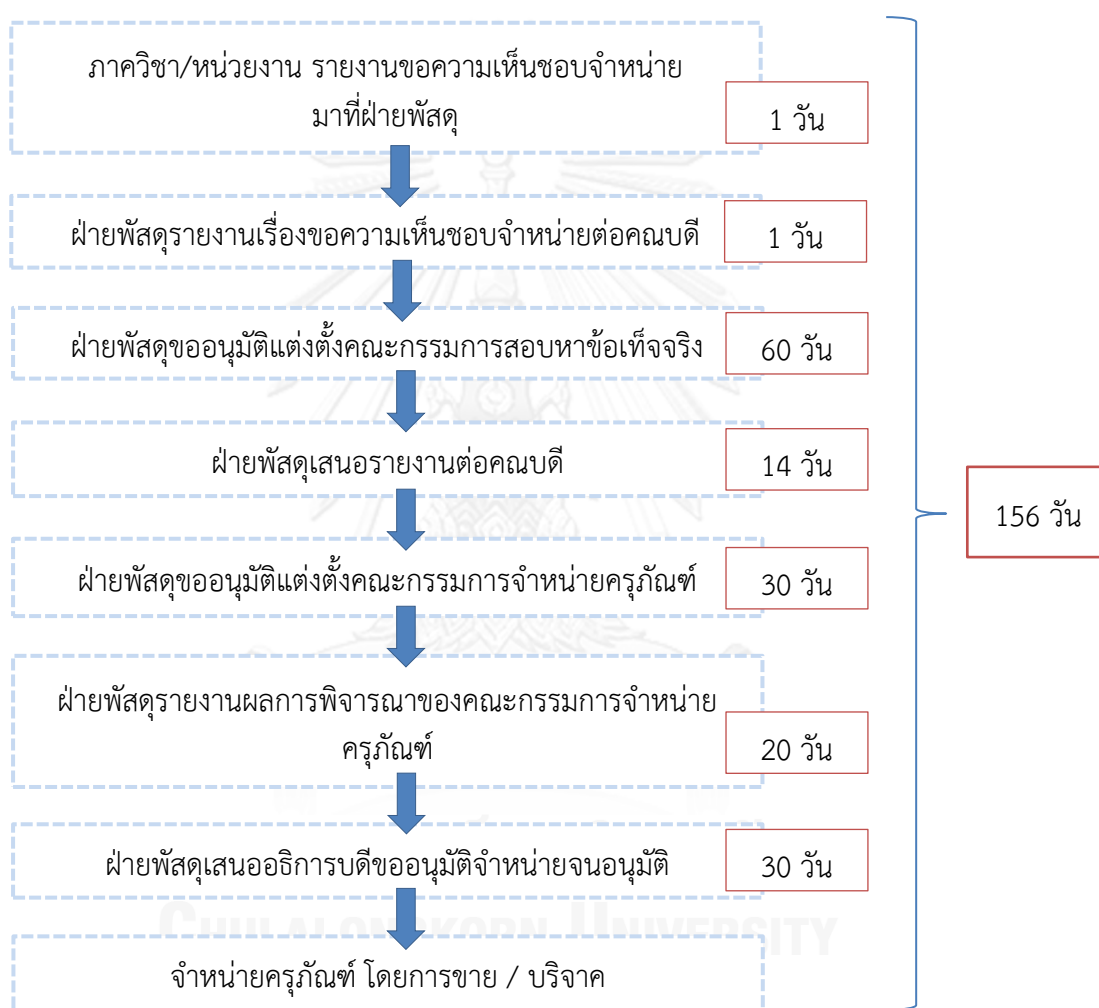 ภาควิชา/หน่วยงาน รายงานขอความเห็นชอบจำหน่าย
มาที่ฝ่ายพัสดุ
1 วัน
ฝ่ายพัสดุรายงานเรื่องขอความเห็นชอบจำหน่ายต่อคณบดี
1 วัน
ฝ่ายพัสดุขออนุมัติแต่งตั้งคณะกรรมการสอบหาข้อเท็จจริง
60 วัน
ฝ่ายพัสดุเสนอรายงานต่อคณบดี
14 วัน
156 วัน
ฝ่ายพัสดุขออนุมัติแต่งตั้งคณะกรรมการจำหน่ายครุภัณฑ์
30 วัน
ฝ่ายพัสดุรายงานผลการพิจารณาของคณะกรรมการจำหน่าย
ครุภัณฑ์
20 วัน
ฝ่ายพัสดุเสนออธิการบดีขออนุมัติจำหน่ายจนอนุมัติ
30 วัน
CHULALONGKORN UNIVERSITY
จำหน่ายครุภัณฑ์ โดยการขาย / บริจาค